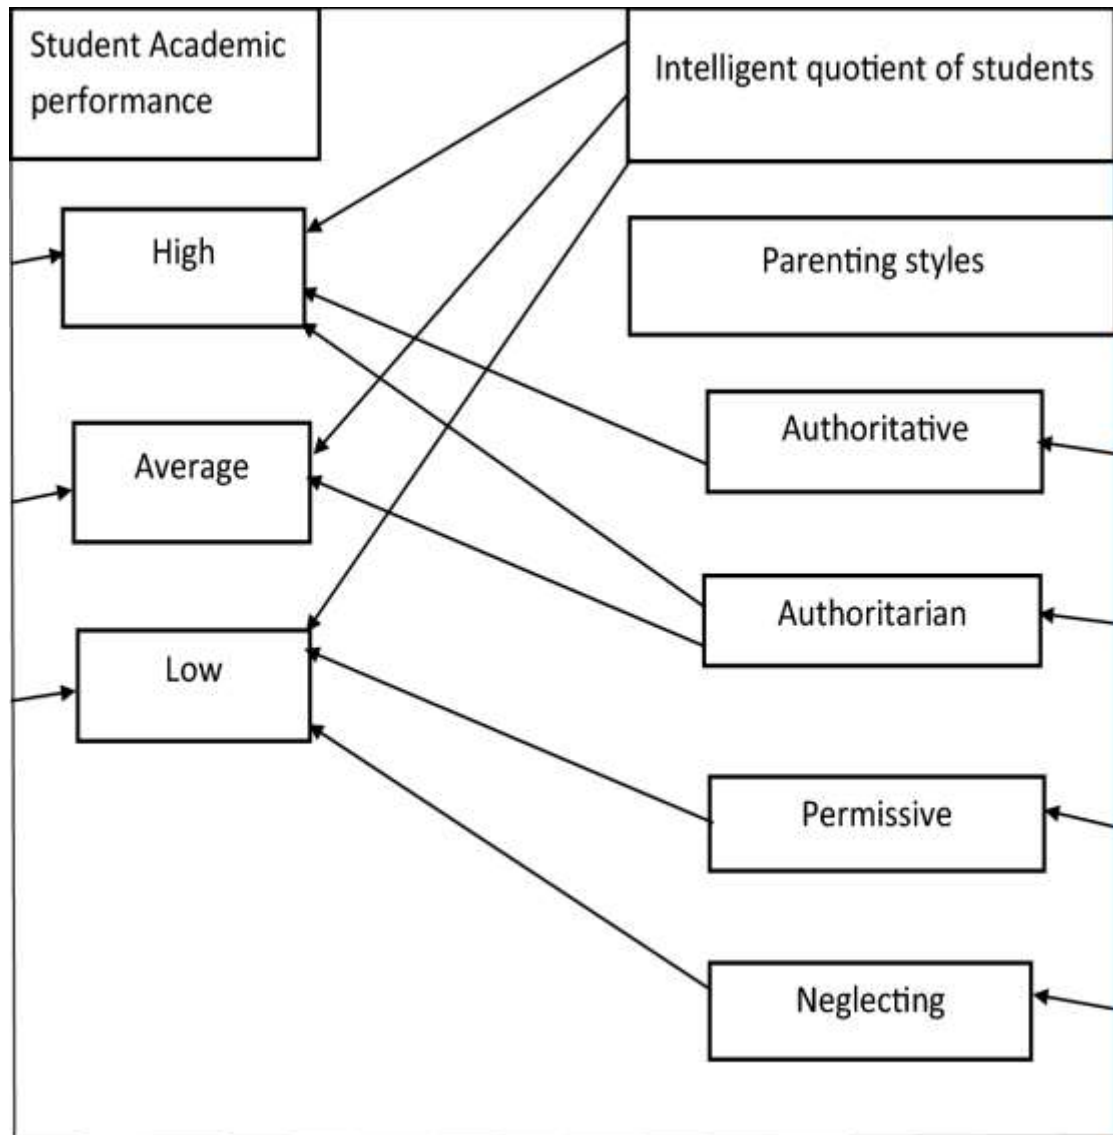 Student Academic
performance
Intelligent quotient of students
High
Parenting styles
Authoritative
Average
Authoritarian
Low
Permissive
Neglecting